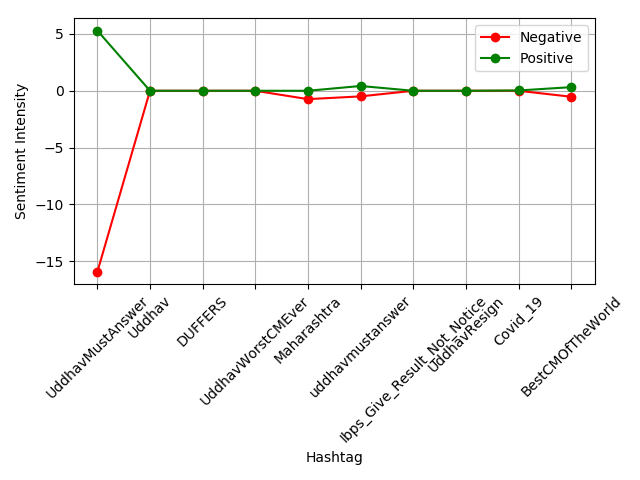 Negative
Positive
5
0
−5
−10
−15
Sentiment Intensity
UddhavMustAnswer
Uddhav
DUFFERS
UddhavWorstCMEver
Maharashtra
uddhavmustanswer
Ibps_Give_Result_Not_Notice
UddhavResign
Covid_19
BestCMOfTheWorld
Hashtag